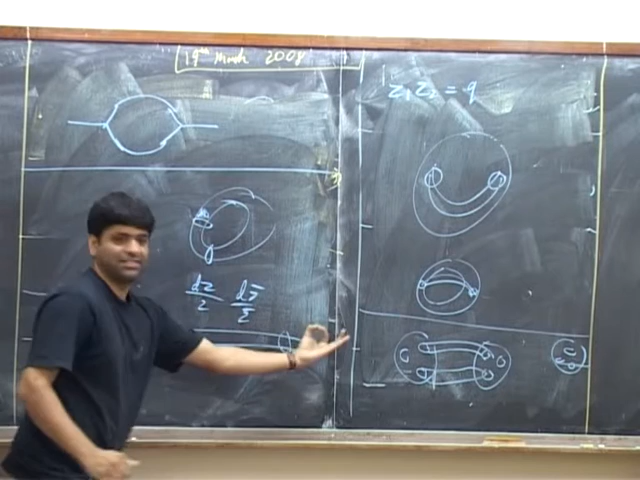 19th March 2008
z₁z₂ = q
dz/z dz̄/z̄